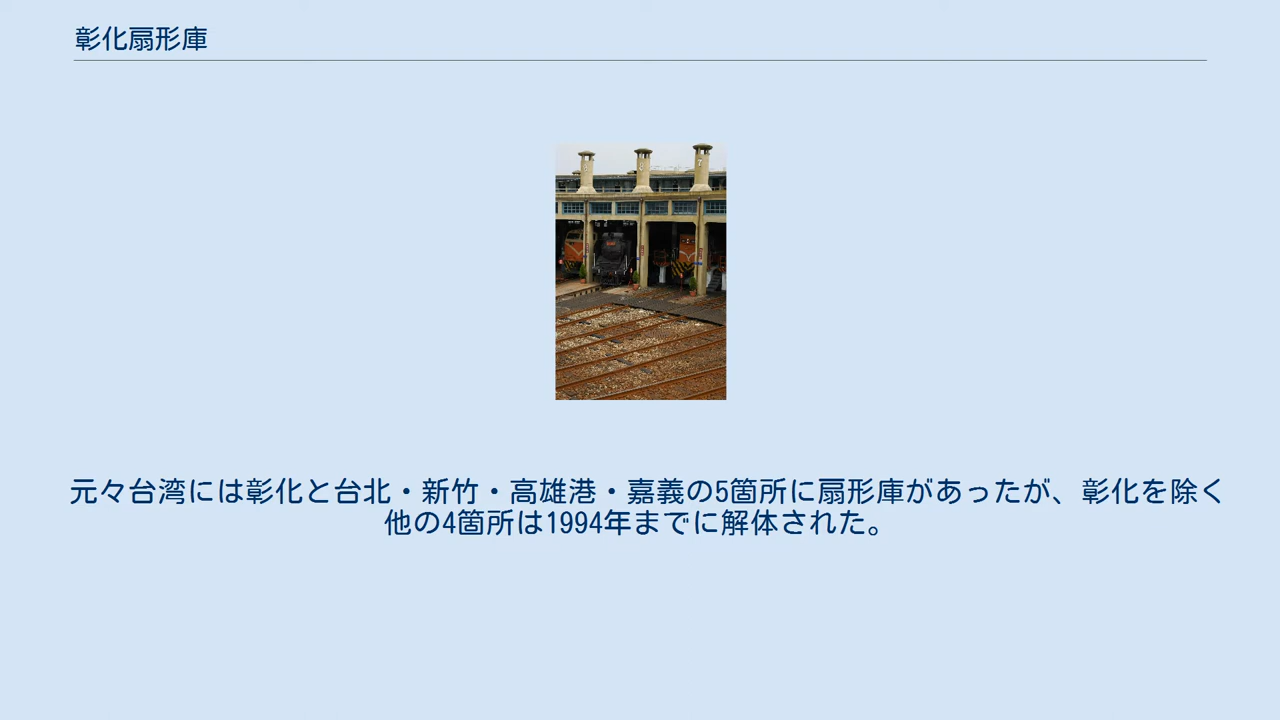 彰化扇形庫
元々台湾には彰化と台北・新竹・高雄港・嘉義の5箇所に扇形庫があったが、彰化を除く
他の4箇所は1994年までに解体された。